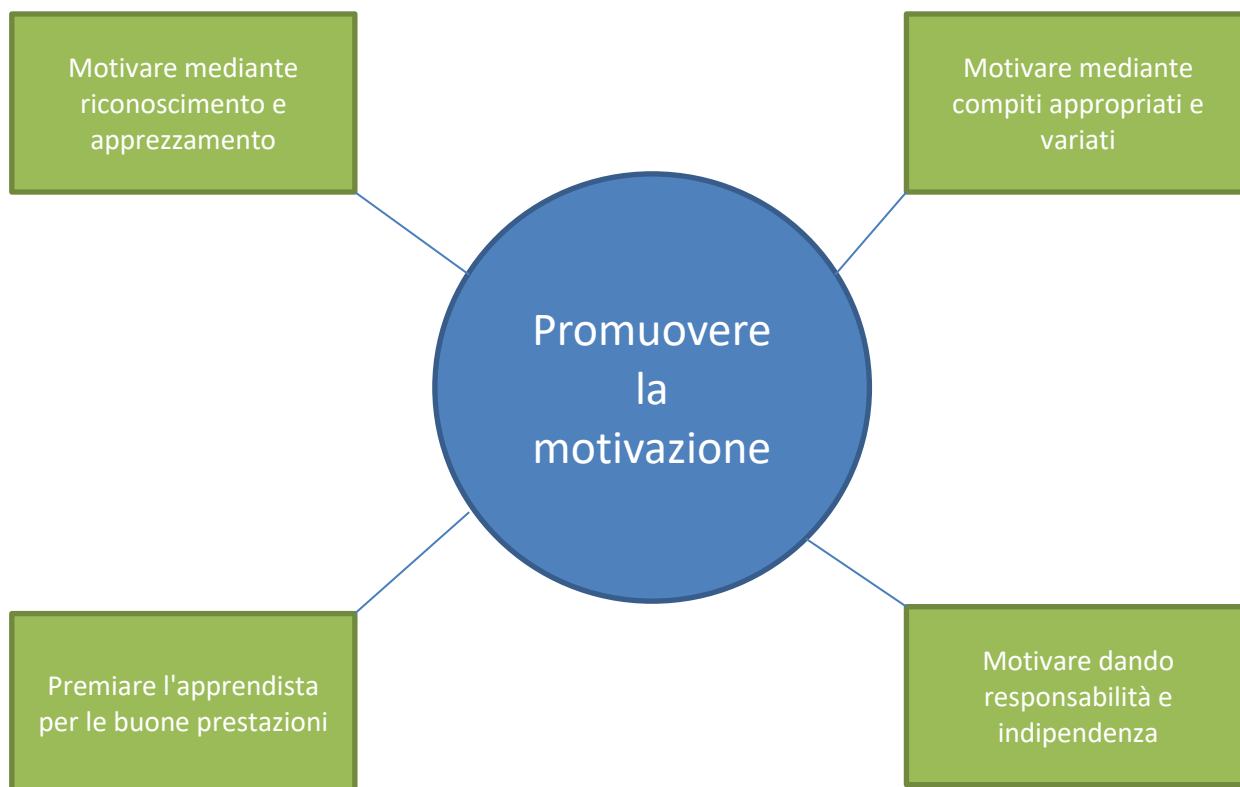 Motivare mediante
riconoscimento e
apprezzamento
Motivare mediante
compiti appropriati e
variati
Promuovere
la
motivazione
Premiare l'apprendista
per le buone prestazioni
Motivare dando
responsabilità e
indipendenza